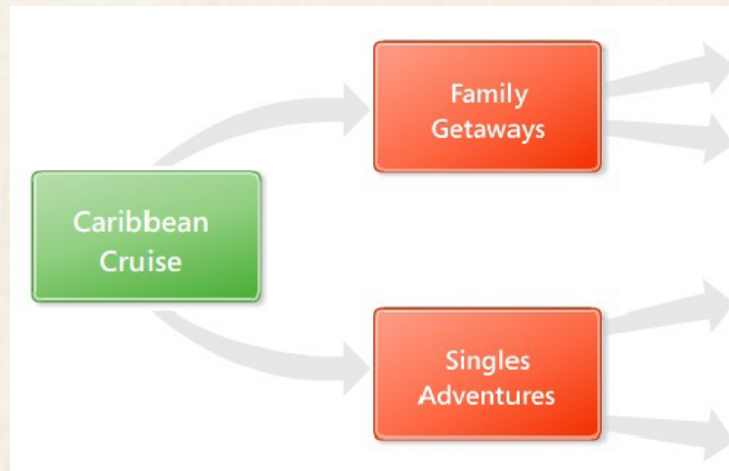 Family
Getaways
Caribbean
Cruise
Singles
Adventures